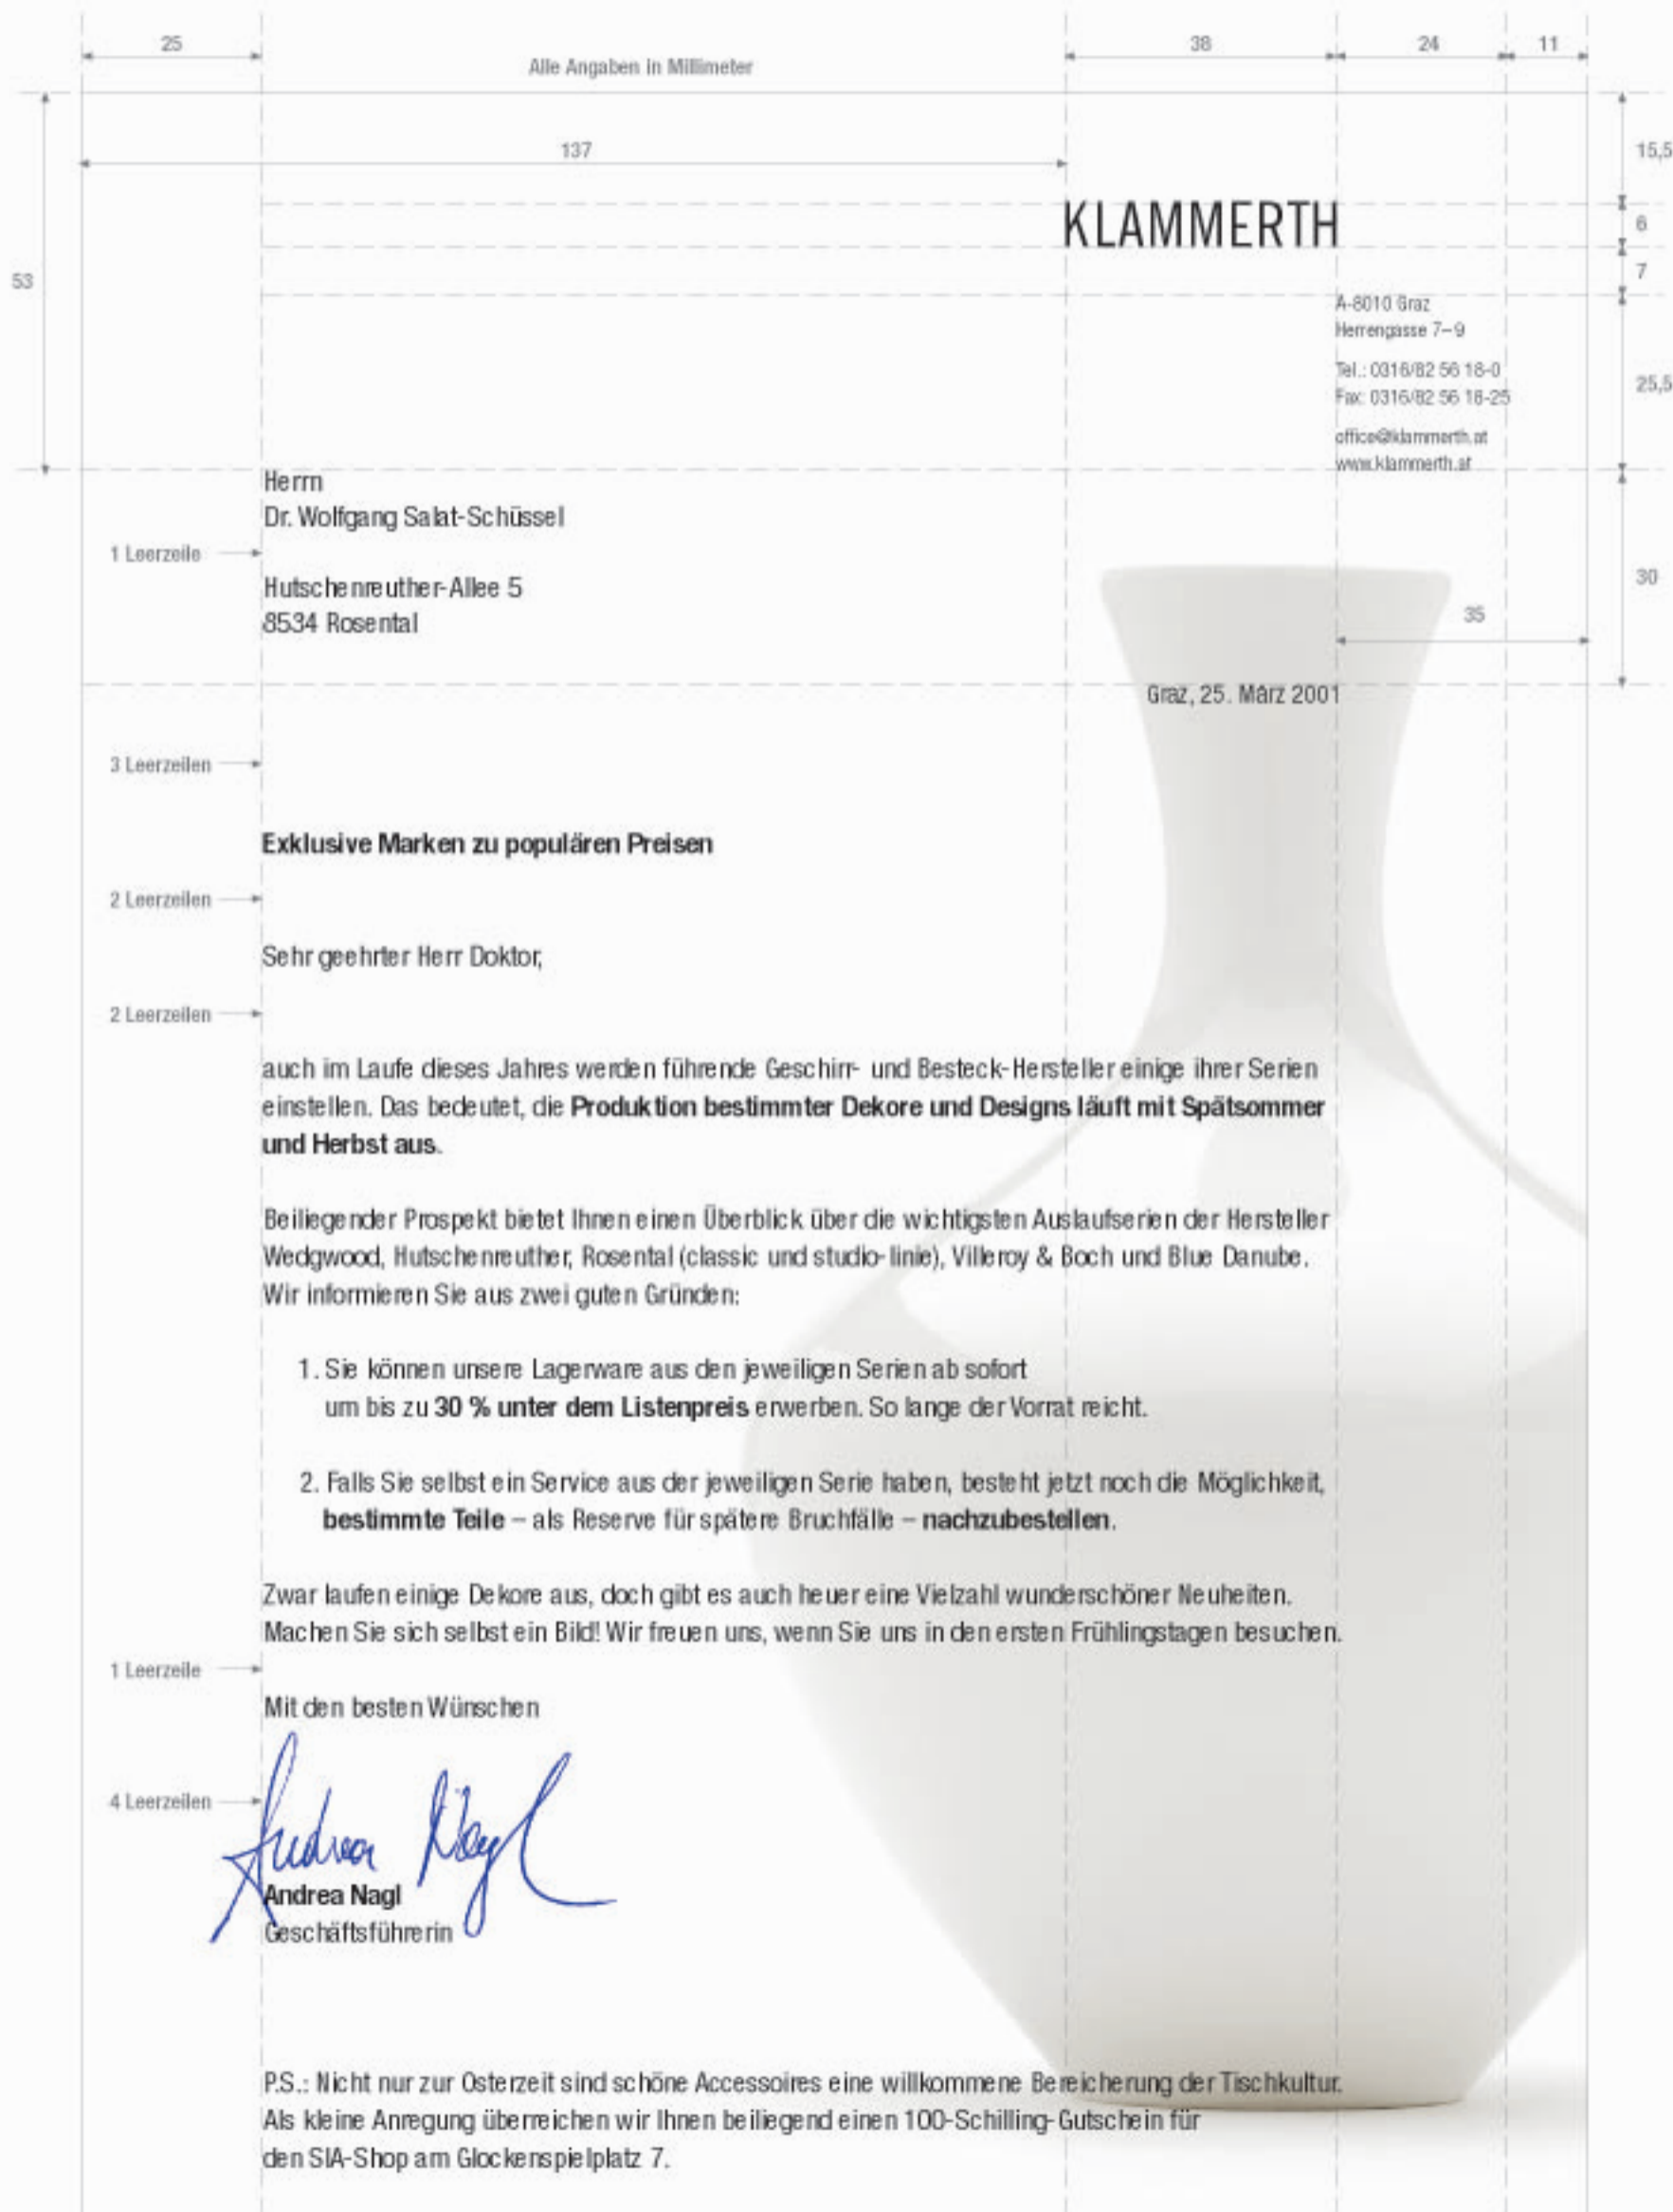 25
38
24
11
Alle Angaben in Millimeter
137
15,5
KLAMMERTH
6
7
53
A-8010 Graz
Herrengasse 7–9
Tel.: 0316/82 56 18-0
Fax: 0316/82 56 18-25
25,5
office@klammerth.at
www.klammerth.at
Herrn
Dr. Wolfgang Salat-Schüssel
1 Leerzeile
Hutschenreuther-Allee 5
8534 Rosental
30
35
Graz, 25. März 2001
3 Leerzeilen
Exklusive Marken zu populären Preisen
2 Leerzeilen
Sehr geehrter Herr Doktor,
2 Leerzeilen
auch im Laufe dieses Jahres werden führende Geschirr- und Besteck-Hersteller einige ihrer Serien
einstellen. Das bedeutet, die Produktion bestimmter Dekore und Designs läuft mit Spätsommer
und Herbst aus.
Beiliegender Prospekt bietet Ihnen einen Überblick über die wichtigsten Auslaufserien der Hersteller
Wedgwood, Hutschenreuther, Rosental (classic und studio-linie), Villeroy & Boch und Blue Danube.
Wir informieren Sie aus zwei guten Gründen:
1. Sie können unsere Lagerware aus den jeweiligen Serien ab sofort
um bis zu 30 % unter dem Listenpreis erwerben. So lange der Vorrat reicht.
2. Falls Sie selbst ein Service aus der jeweiligen Serie haben, besteht jetzt noch die Möglichkeit,
bestimmte Teile – als Reserve für spätere Bruchfälle – nachzubestellen.
Zwar laufen einige Dekore aus, doch gibt es auch heuer eine Vielzahl wunderschöner Neuheiten.
Machen Sie sich selbst ein Bild! Wir freuen uns, wenn Sie uns in den ersten Frühlingstagen besuchen.
1 Leerzeile
Mit den besten Wünschen
4 Leerzeilen
Andrea Nagl
Andrea Nagl
Geschäftsführerin
P.S.: Nicht nur zur Osterzeit sind schöne Accessoires eine willkommene Bereicherung der Tischkultur.
Als kleine Anregung überreichen wir Ihnen beiliegend einen 100-Schilling-Gutschein für
den SIA-Shop am Glockenspielplatz 7.